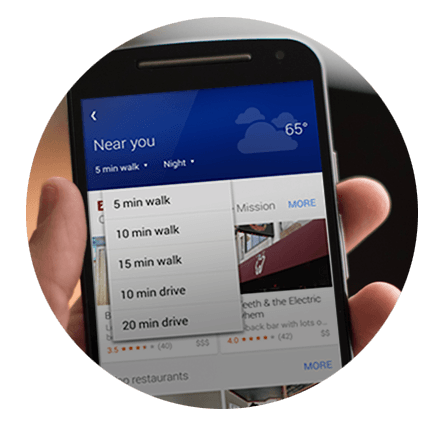 Near you
65°
5 min walk
Night
5 min walk
10 min walk
15 min walk
10 min drive
20 min drive
Mission MORE
eeth & the Electric
hem
back bar with lots o...
3.5 (40) $$$
4.0 (42) $$
restaurants MORE